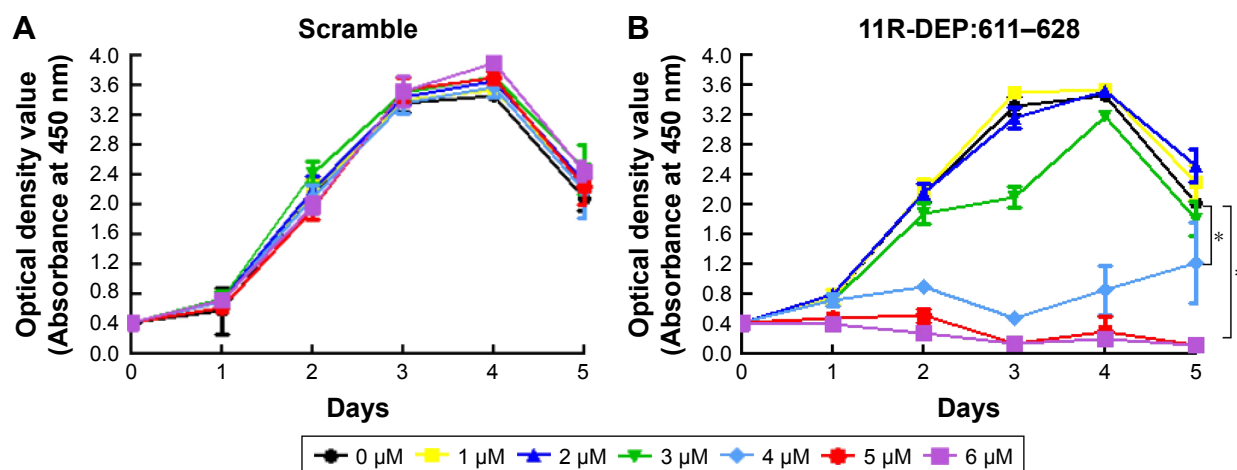 A
Scramble
Optical density value
(Absorbance at 450 nm)
4.0
3.6
3.2
2.8
2.4
2.0
1.6
1.2
0.8
0.4
0.0
0 1 2 3 4 5
Days
B
11R-DEP:611–628
Optical density value
(Absorbance at 450 nm)
4.0
3.6
3.2
2.8
2.4
2.0
1.6
1.2
0.8
0.4
0.0
0 1 2 3 4 5
Days
*
*
0 µM 1 µM 2 µM 3 µM 4 µM 5 µM 6 µM